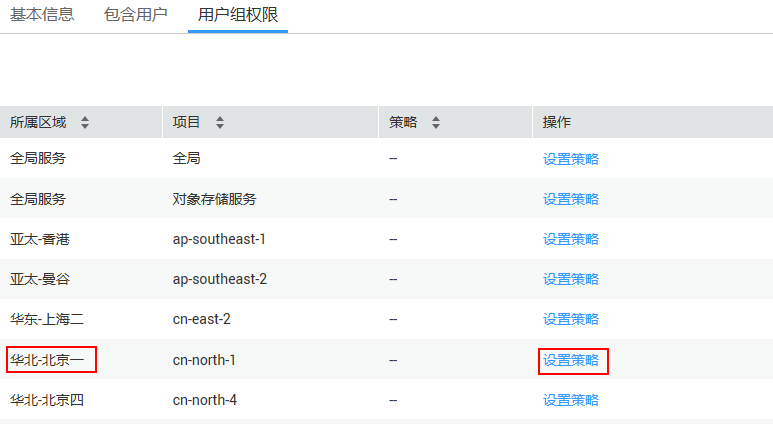 基本信息 包含用户 用户组权限
所属区域 项目 策略 操作
全局服务 全局 -- 设置策略
全局服务 对象存储服务 -- 设置策略
亚太-香港 ap-southeast-1 -- 设置策略
亚太-曼谷 ap-southeast-2 -- 设置策略
华东-上海二 cn-east-2 -- 设置策略
华北-北京一 cn-north-1 -- 设置策略
华北-北京四 cn-north-4 -- 设置策略